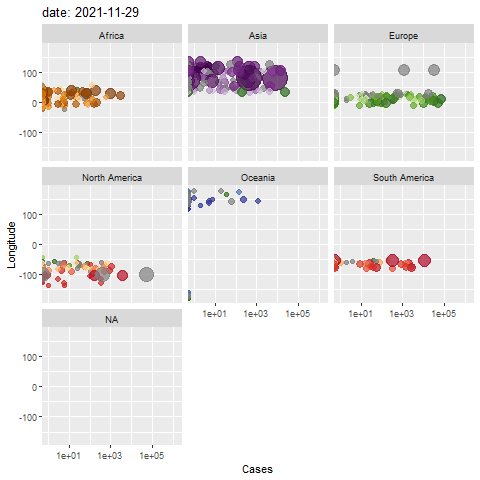 date: 2021-11-29
Africa
Asia
Europe
100
0
-100
North America
Oceania
South America
100
0
-100
Longitude
1e+01
1e+03
1e+05
1e+01
1e+03
1e+05
NA
100
0
-100
1e+01
1e+03
1e+05
Cases